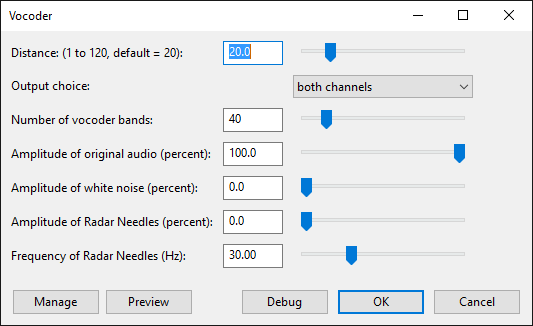 Vocoder
Distance: (1 to 120, default = 20): 20.0
Output choice: both channels
Number of vocoder bands: 40
Amplitude of original audio (percent): 100.0
Amplitude of white noise (percent): 0.0
Amplitude of Radar Needles (percent): 0.0
Frequency of Radar Needles (Hz): 30.00
Manage Preview Debug OK Cancel